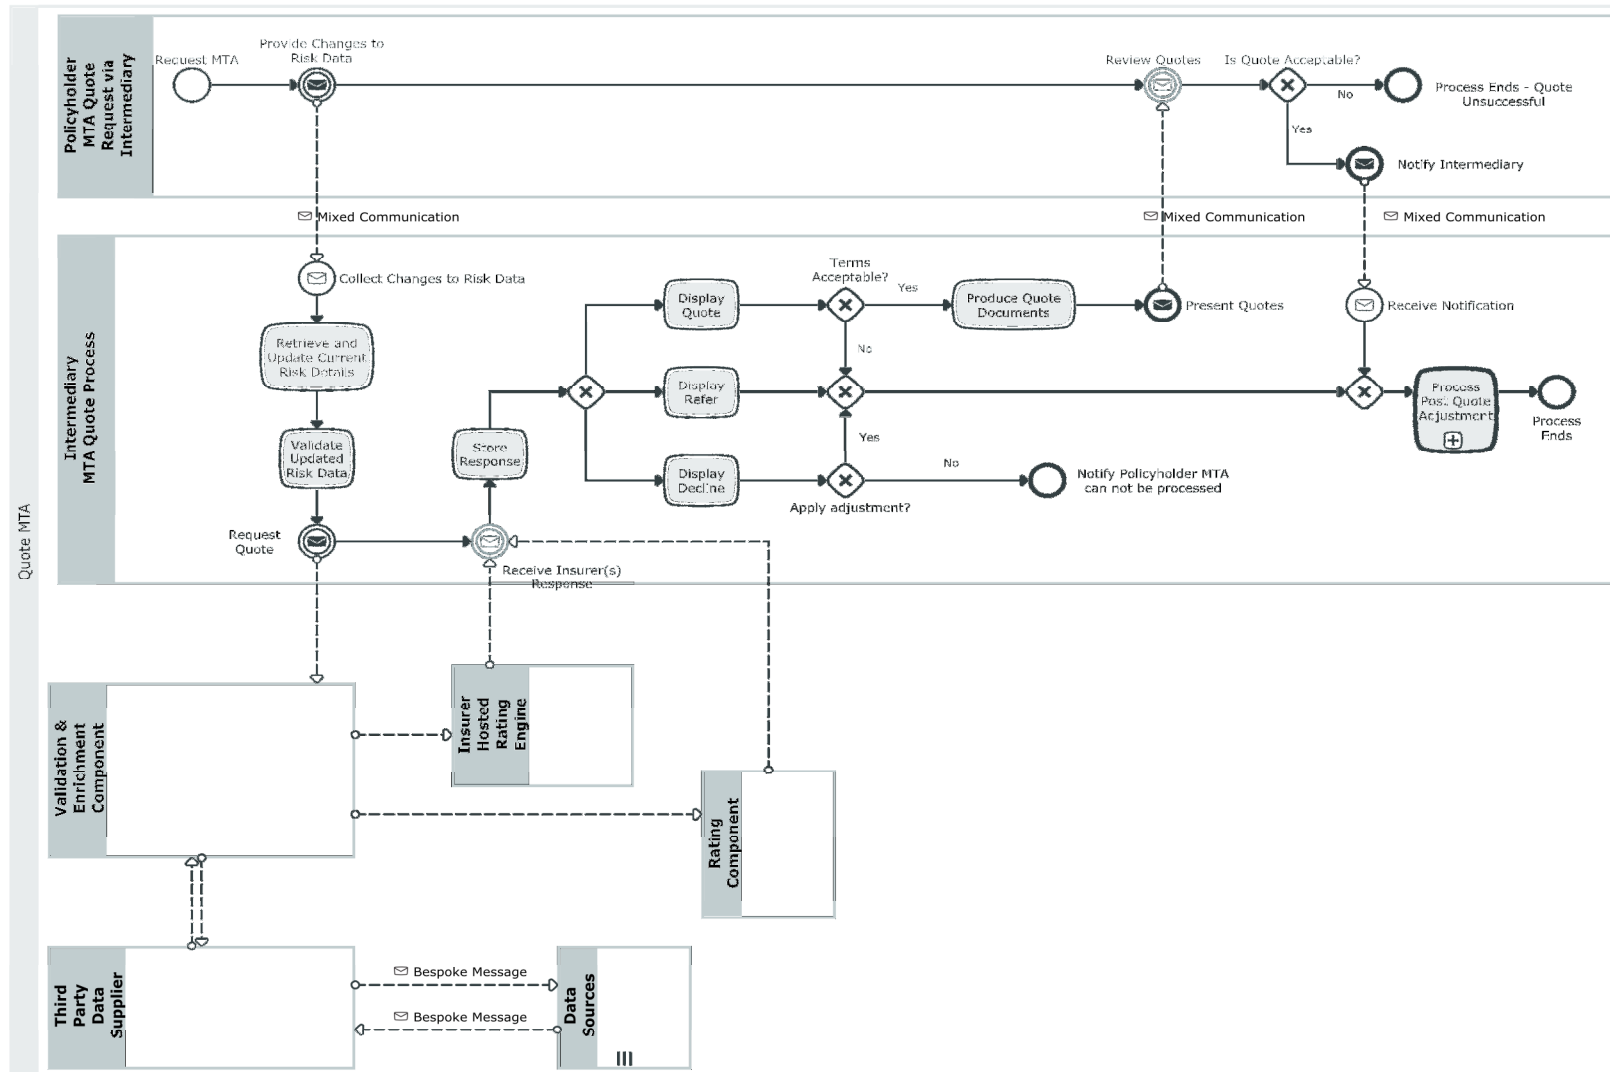 Quote MTA
Policyholder
MTA Quote
Request via
Intermediary
Request MTA
Provide Changes to
Risk Data
Review Quotes
Is Quote Acceptable?
No
Process Ends - Quote
Unsuccessful
Yes
Notify Intermediary
Mixed Communication
Mixed Communication
Mixed Communication
Intermediary
MTA Quote Process
Collect Changes to Risk Data
Retrieve and
Update Current
Risk Details
Validate
Updated
Risk Data
Request
Quote
Store
Response
Receive Insurer(s)
Response
Display
Quote
Display
Refer
Display
Decline
Terms
Acceptable?
Yes
No
Yes
Apply adjustment?
No
Notify Policyholder MTA
can not be processed
Produce Quote
Documents
Present Quotes
Receive Notification
Process
Post Quote
Adjustment
Process
Ends
Validation &
Enrichment
Component
Insurer
Hosted
Rating
Engine
Rating
Component
Third
Party
Data
Supplier
Bespoke Message
Bespoke Message
Data
Sources